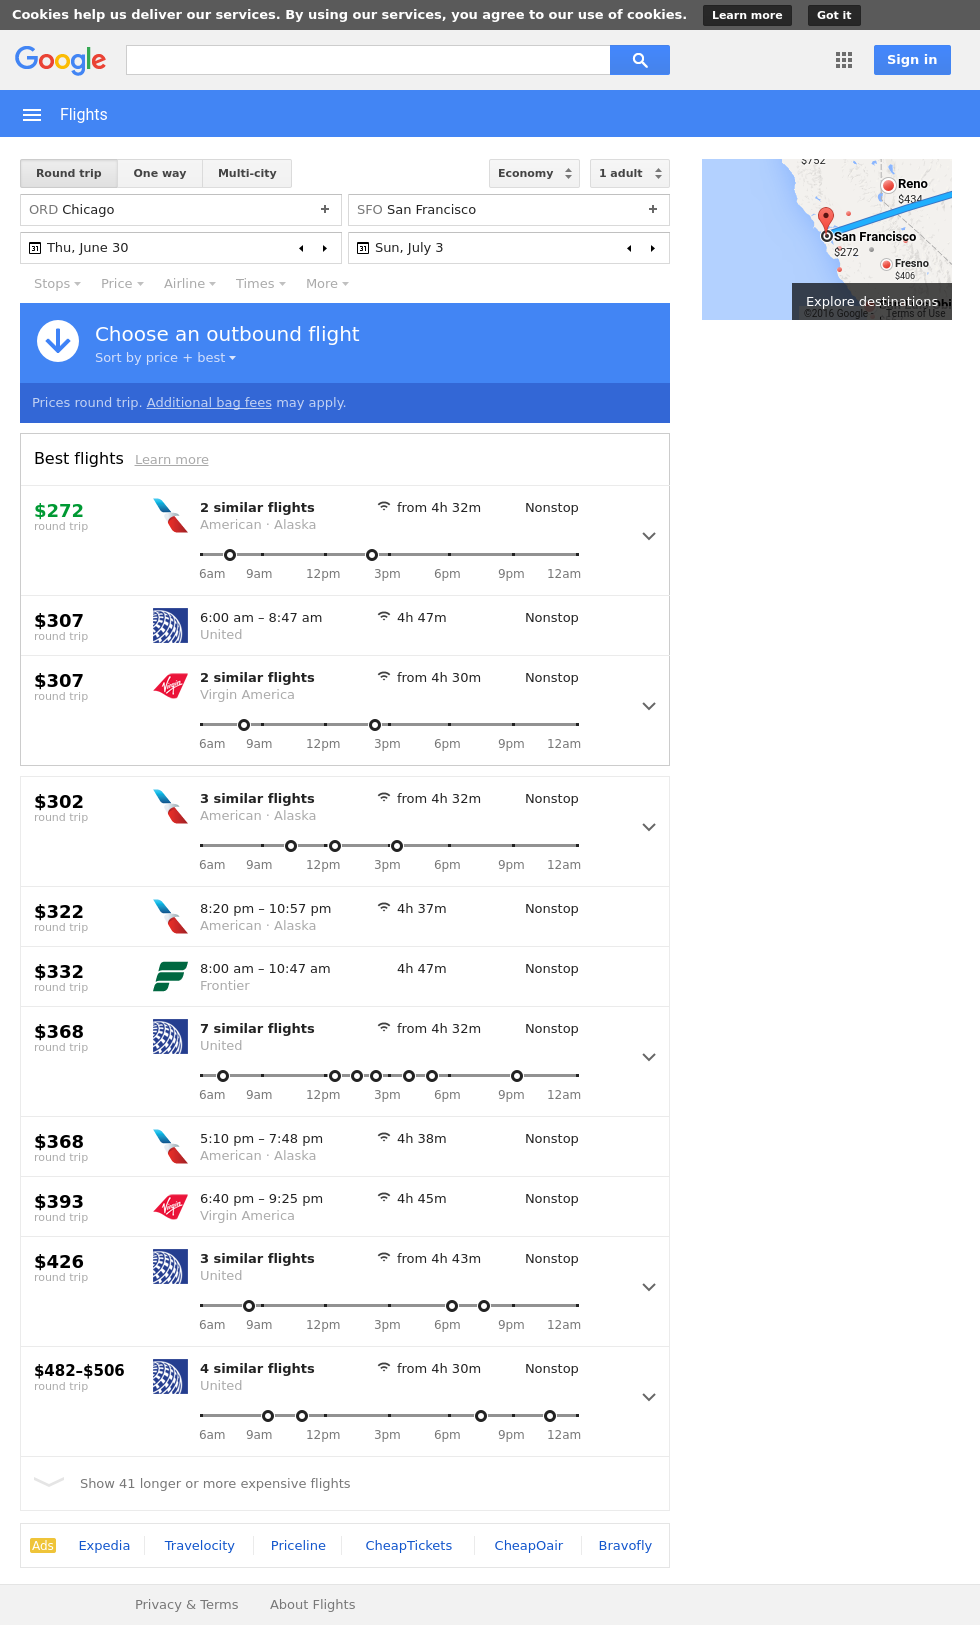 Cookies help us deliver our services. By using our services, you agree to our use of cookies. Learn more Got it
Google Sign in
Flights
Round trip One way Multi-city Economy 1 adult
ORD Chicago + SFO San Francisco +
31 Thu, June 30 31 Sun, July 3
Stops Price Airline Times More
Choose an outbound flight
Sort by price + best
Prices round trip. Additional bag fees may apply.
$752
Reno
$434
San Francisco
$272
Fresno
$406
Explore destinations
©2016 Google Terms of Use
Best flights Learn more
$272 2 similar flights from 4h 32m Nonstop
round trip American · Alaska
6am 9am 12pm 3pm 6pm 9pm 12am
$307 6:00 am – 8:47 am 4h 47m Nonstop
round trip United
$307 Virgin 2 similar flights from 4h 30m Nonstop
round trip Virgin America
6am 9am 12pm 3pm 6pm 9pm 12am
$302 3 similar flights from 4h 32m Nonstop
round trip American · Alaska
6am 9am 12pm 3pm 6pm 9pm 12am
$322 8:20 pm – 10:57 pm 4h 37m Nonstop
round trip American · Alaska
$332 8:00 am – 10:47 am 4h 47m Nonstop
round trip Frontier
$368 7 similar flights from 4h 32m Nonstop
round trip United
6am 9am 12pm 3pm 6pm 9pm 12am
$368 5:10 pm – 7:48 pm 4h 38m Nonstop
round trip American · Alaska
$393 Virgin 6:40 pm – 9:25 pm 4h 45m Nonstop
round trip Virgin America
$426 3 similar flights from 4h 43m Nonstop
round trip United
6am 9am 12pm 3pm 6pm 9pm 12am
$482–$506 4 similar flights from 4h 30m Nonstop
round trip United
6am 9am 12pm 3pm 6pm 9pm 12am
Show 41 longer or more expensive flights
Ads Expedia Travelocity Priceline CheapTickets CheapOair Bravofly
Privacy & Terms About Flights